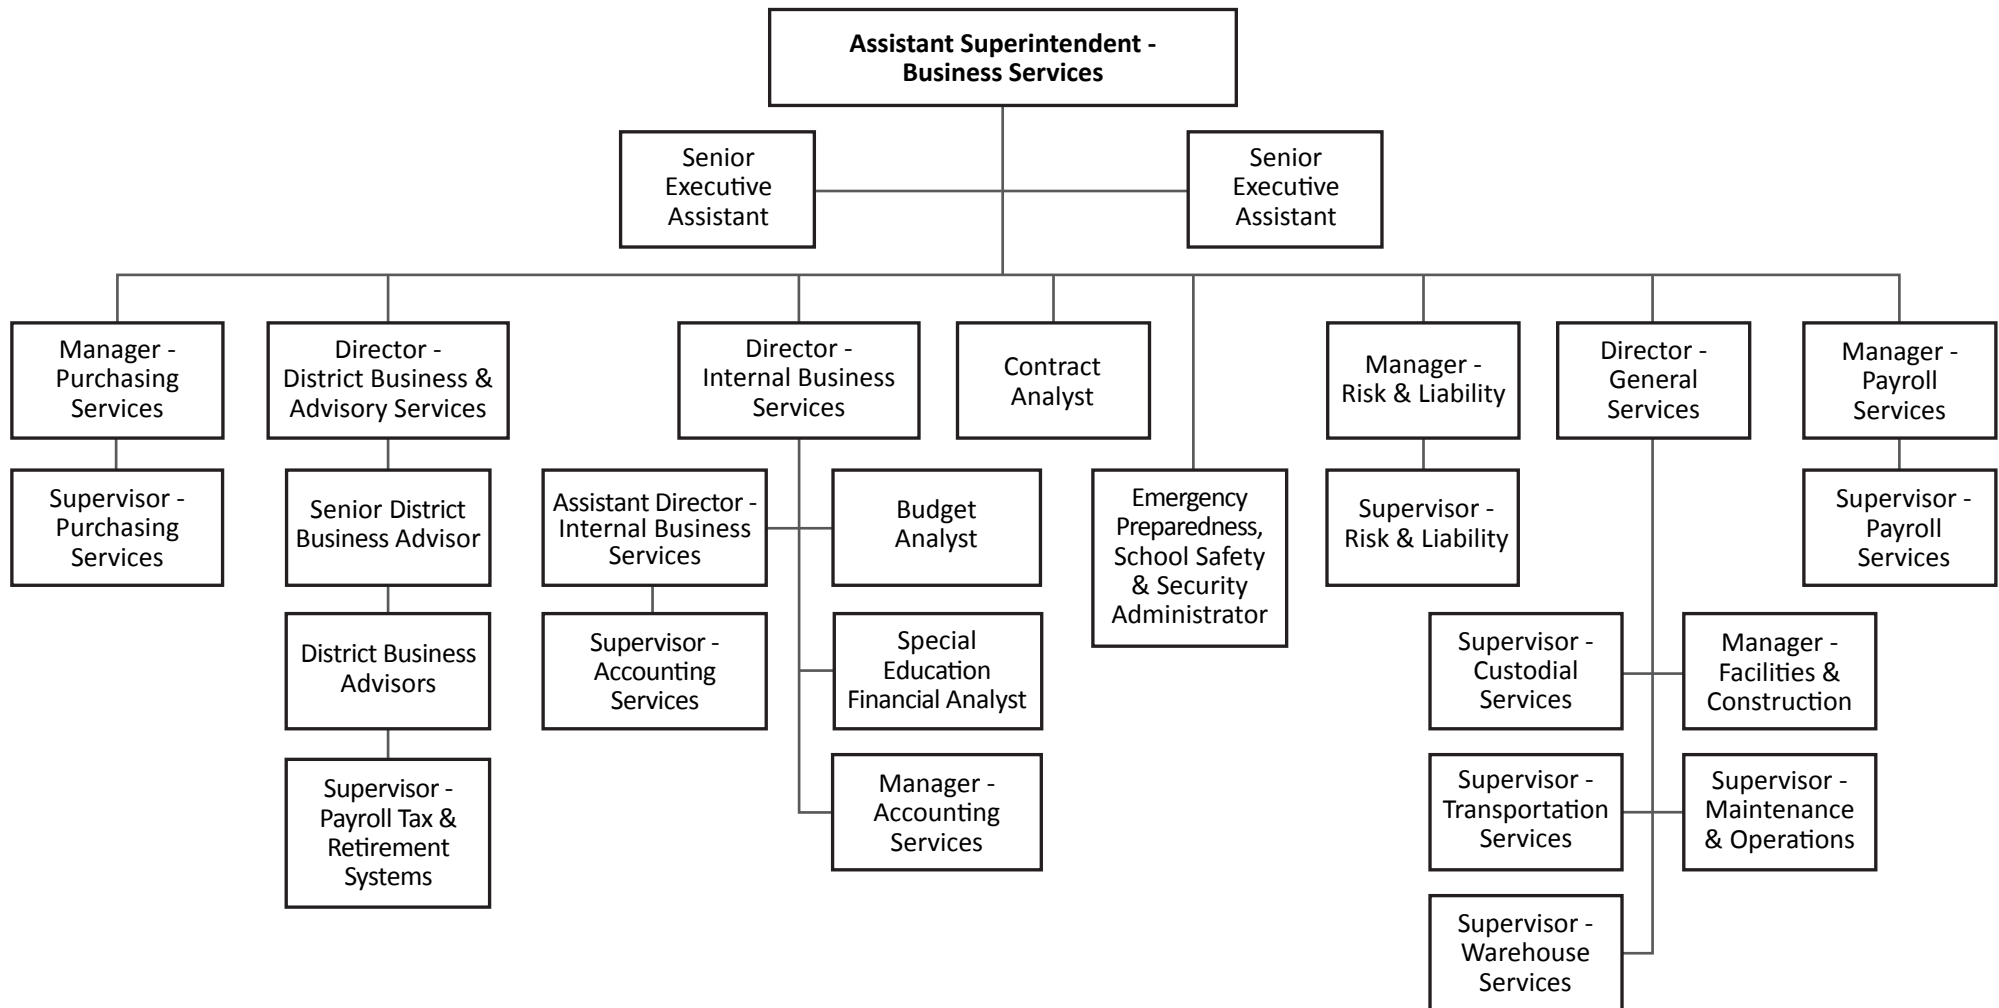 Assistant Superintendent -
Business Services
Senior
Executive
Assistant
Senior
Executive
Assistant
Manager -
Purchasing
Services
Director -
District Business &
Advisory Services
Director -
Internal Business
Services
Contract
Analyst
Manager -
Risk & Liability
Director -
General
Services
Manager -
Payroll
Services
Supervisor -
Purchasing
Services
Senior District
Business Advisor
Assistant Director -
Internal Business
Services
Budget
Analyst
Emergency
Preparedness,
School Safety
& Security
Administrator
Supervisor -
Risk & Liability
Supervisor -
Payroll
Services
District Business
Advisors
Supervisor -
Accounting
Services
Special
Education
Financial Analyst
Supervisor -
Custodial
Services
Manager -
Facilities &
Construction
Supervisor -
Payroll Tax &
Retirement
Systems
Manager -
Accounting
Services
Supervisor -
Transportation
Services
Supervisor -
Maintenance
& Operations
Supervisor -
Warehouse
Services